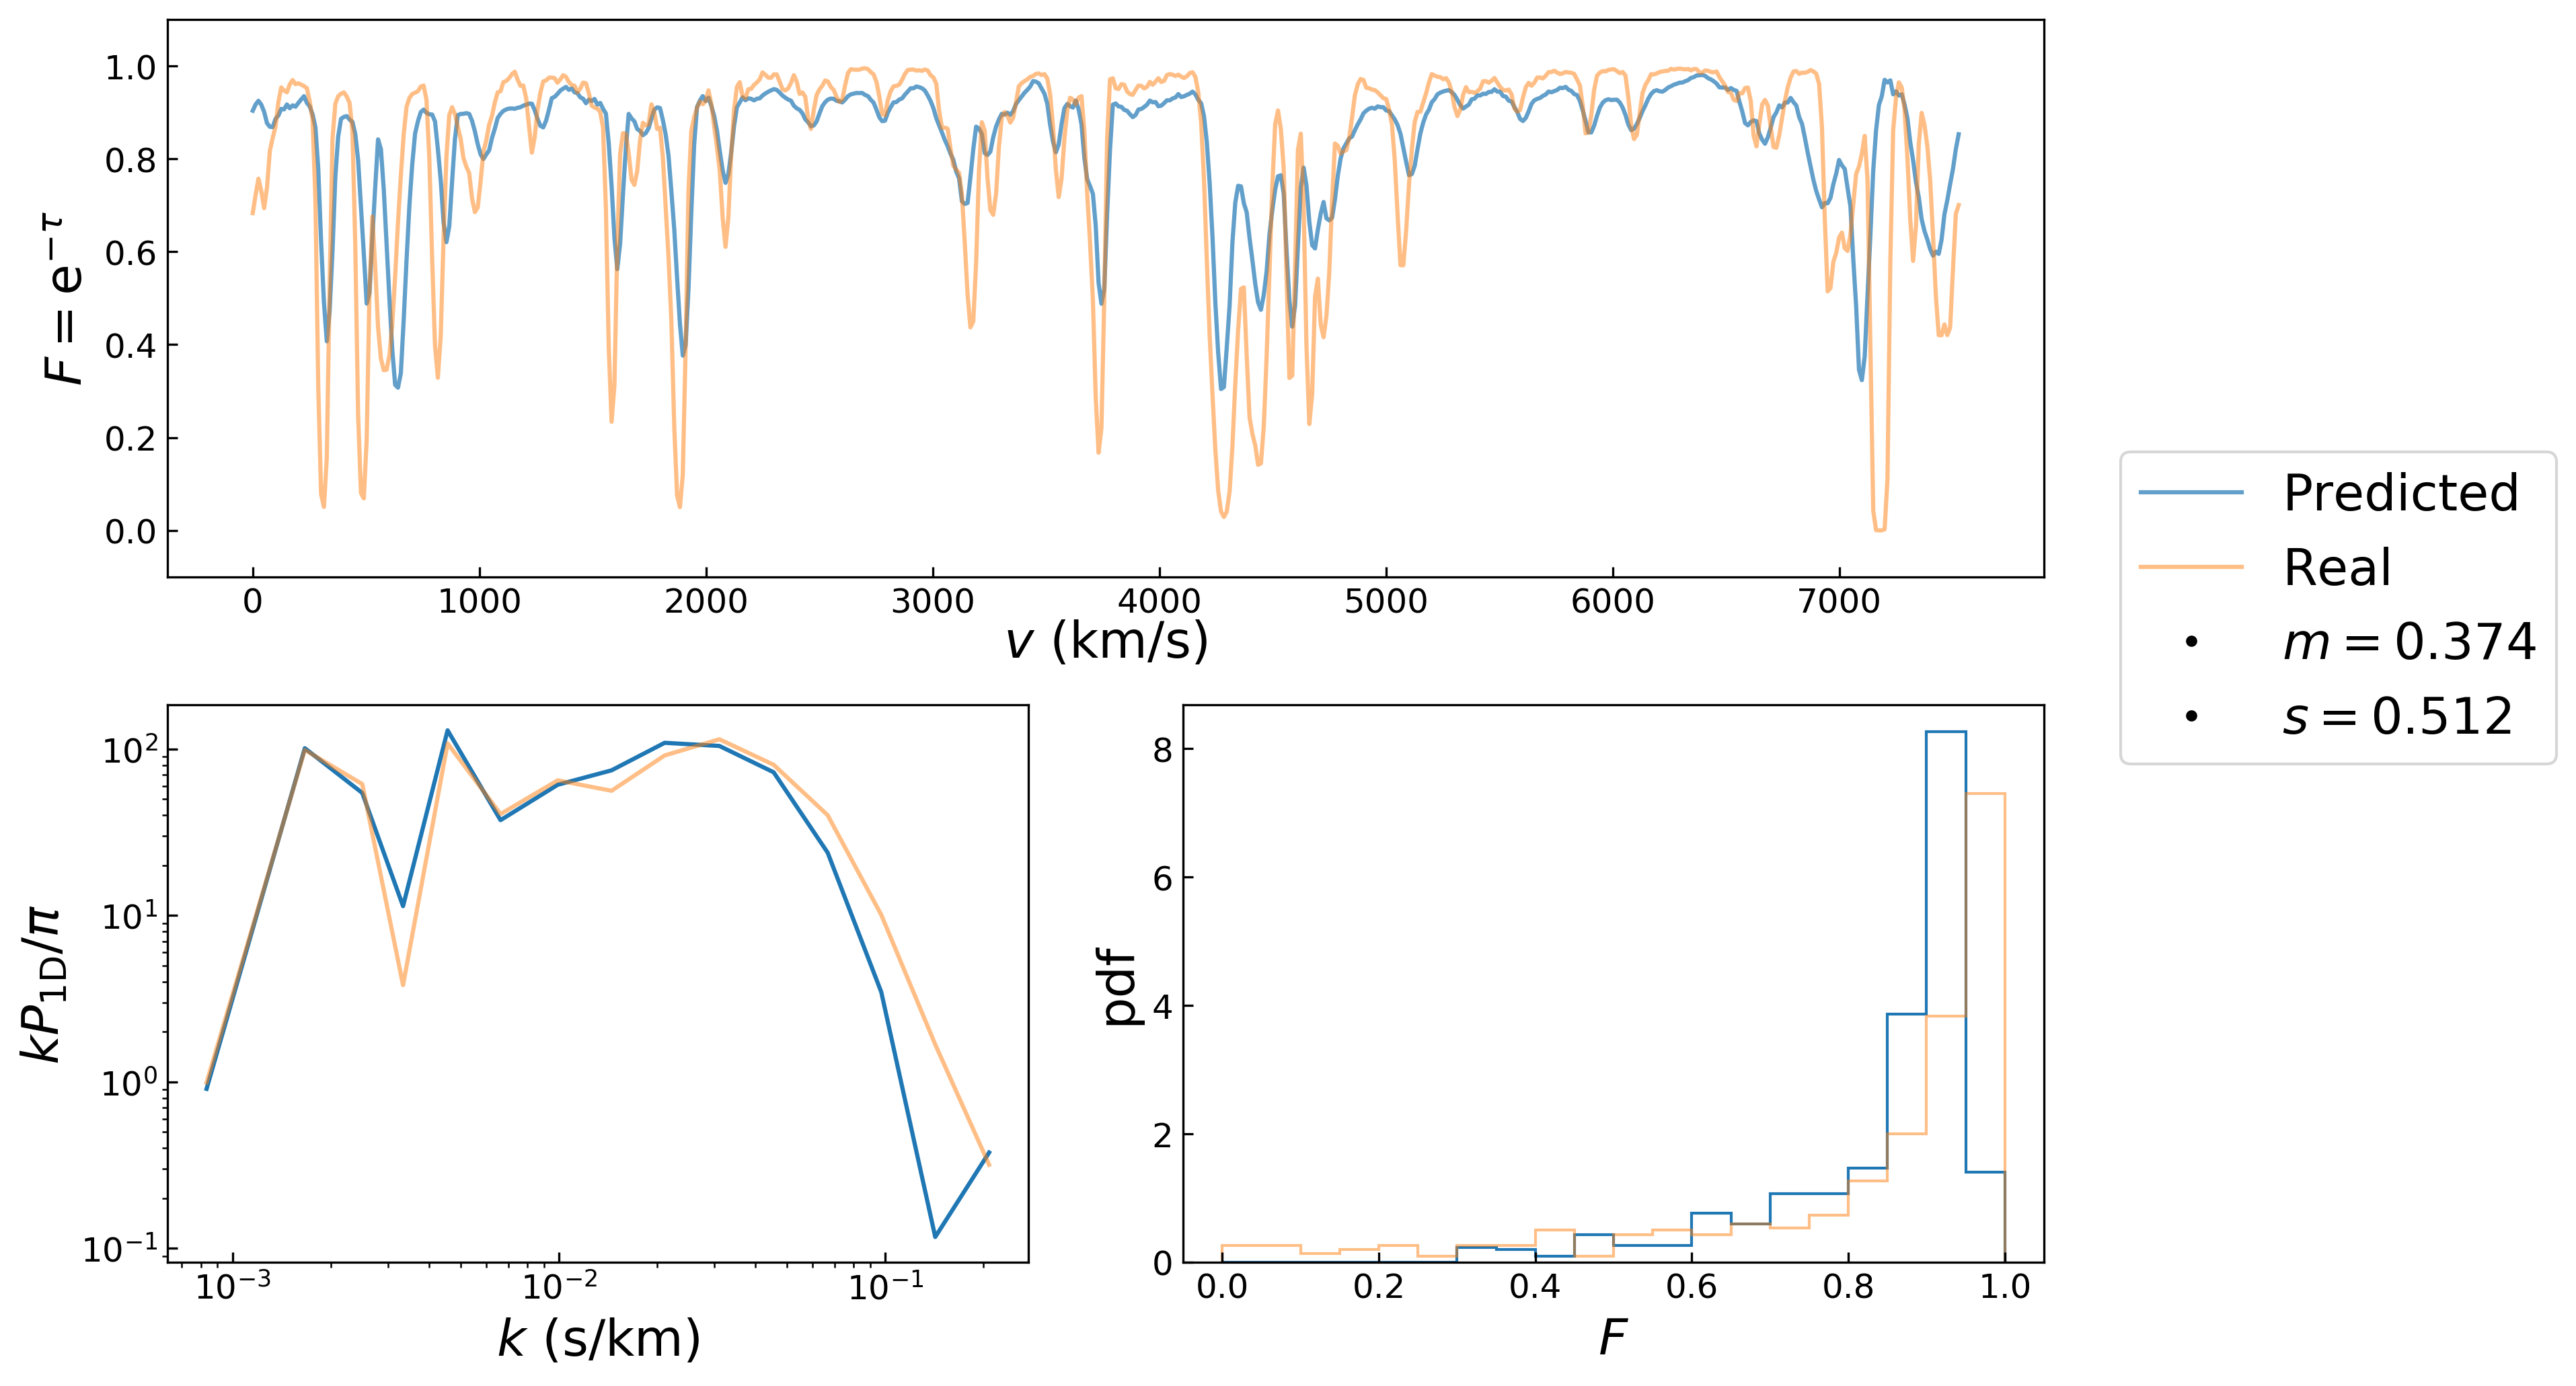 1.0
0.8
0.6
0.4
0.2
0.0
F = e^{-τ}
0 1000 2000 3000 4000 5000 6000 7000
v (km/s)
Predicted
Real
m = 0.374
s = 0.512
10^2
10^1
10^0
10^{-1}
kP_{1D}/π
10^{-3} 10^{-2} 10^{-1}
k (s/km)
8
6
4
2
0
pdf
0.0 0.2 0.4 0.6 0.8 1.0
F